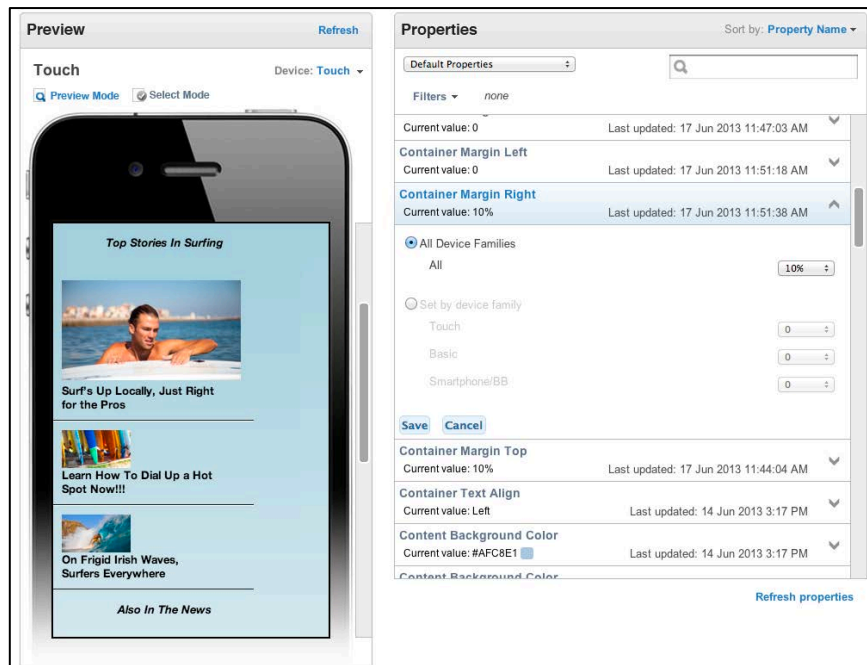 Preview
Refresh
Touch
Device: Touch
Preview Mode
Select Mode
Top Stories In Surfing
Surf's Up Locally, Just Right
for the Pros
Learn How To Dial Up a Hot
Spot Now!!!
On Frigid Irish Waves,
Surfers Everywhere
Also In The News
Properties
Sort by: Property Name
Default Properties
Filters
none
Current value: 0
Last updated: 17 Jun 2013 11:47:03 AM
Container Margin Left
Current value: 0
Last updated: 17 Jun 2013 11:51:18 AM
Container Margin Right
Current value: 10%
Last updated: 17 Jun 2013 11:51:38 AM
All Device Families
All
10%
Set by device family
Touch
0
Basic
0
Smartphone/BB
0
Save
Cancel
Container Margin Top
Current value: 10%
Last updated: 17 Jun 2013 11:44:04 AM
Container Text Align
Current value: Left
Last updated: 14 Jun 2013 3:17 PM
Content Background Color
Current value: #AFC8E1
Last updated: 14 Jun 2013 3:17 PM
Content Background Color
Refresh properties